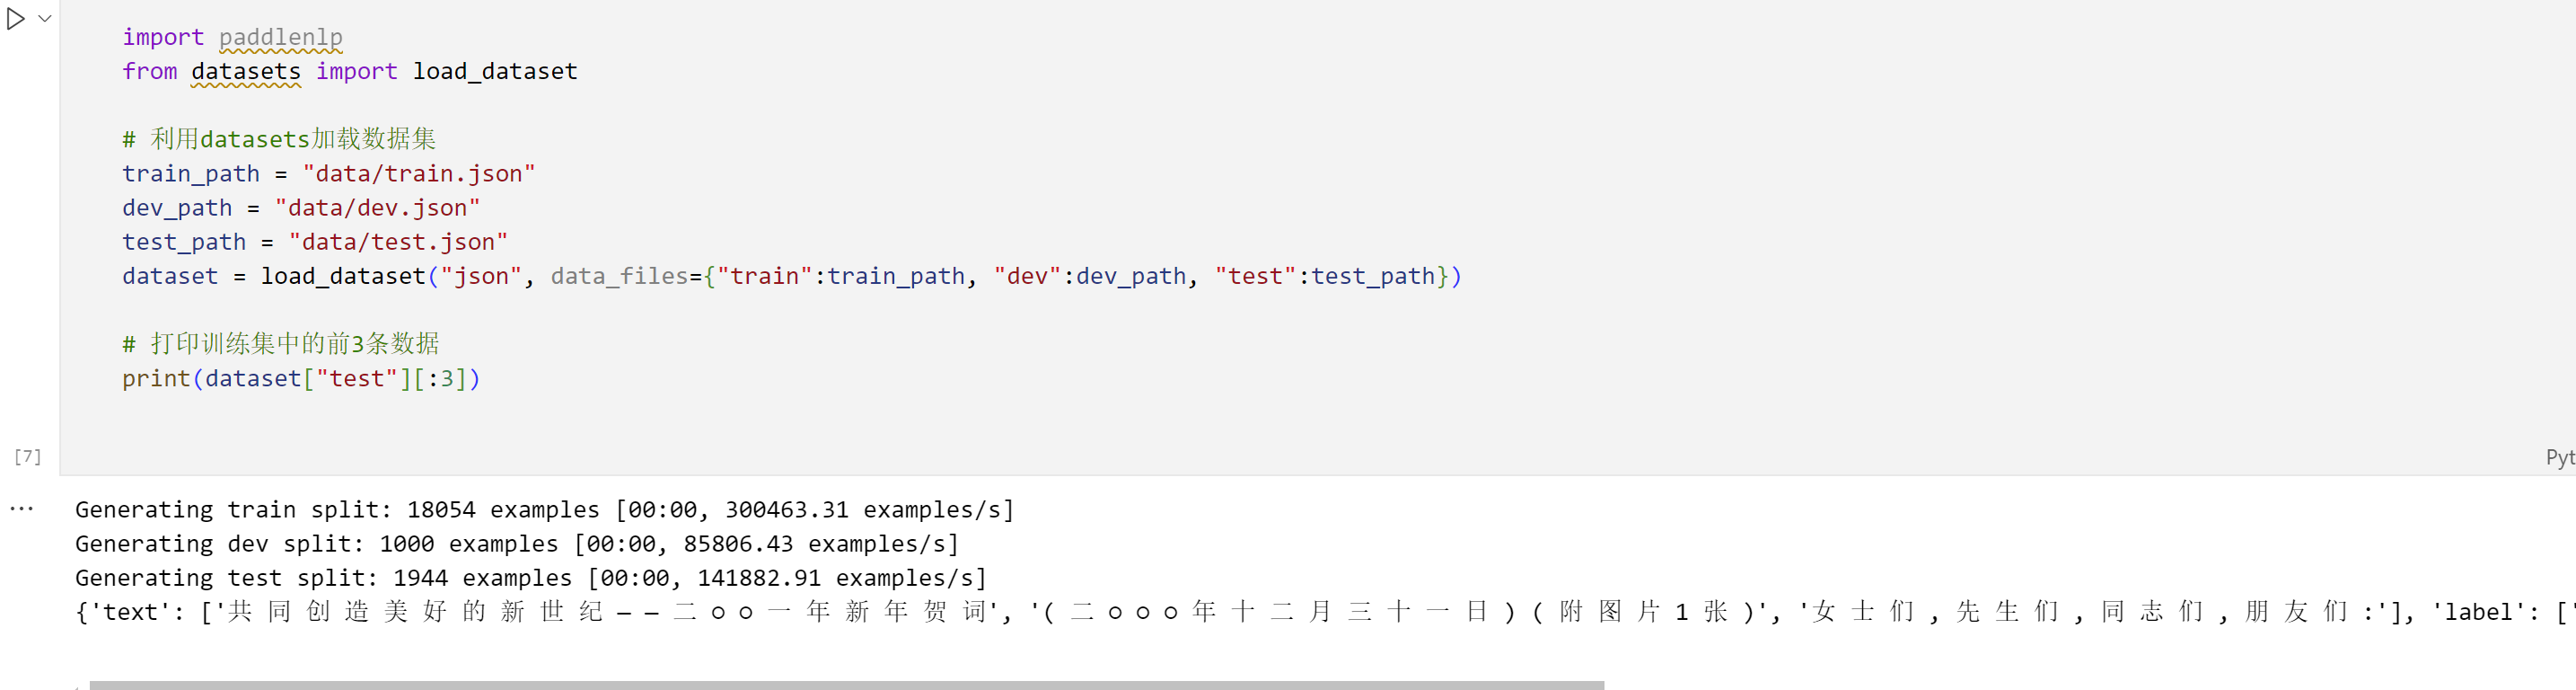 import paddlenlp
from datasets import load_dataset
# 利用datasets加载数据集
train_path = "data/train.json"
dev_path = "data/dev.json"
test_path = "data/test.json"
dataset = load_dataset("json", data_files={"train":train_path, "dev":dev_path, "test":test_path})
# 打印训练集中的前3条数据
print(dataset["test"][:3])
[7]
Pyt
Generating train split: 18054 examples [00:00, 300463.31 examples/s]
Generating dev split: 1000 examples [00:00, 85806.43 examples/s]
Generating test split: 1944 examples [00:00, 141882.91 examples/s]
{'text': ['共 同 创 造 美 好 的 新 世 纪 — — 二 ○ ○ 一 年 新 年 贺 词', '( 二 ○ ○ ○ 年 十 二 月 三 十 一 日 ) ( 附 图 片 1 张 )', '女 士 们 , 先 生 们 , 同 志 们 , 朋 友 们 :'], 'label': ['